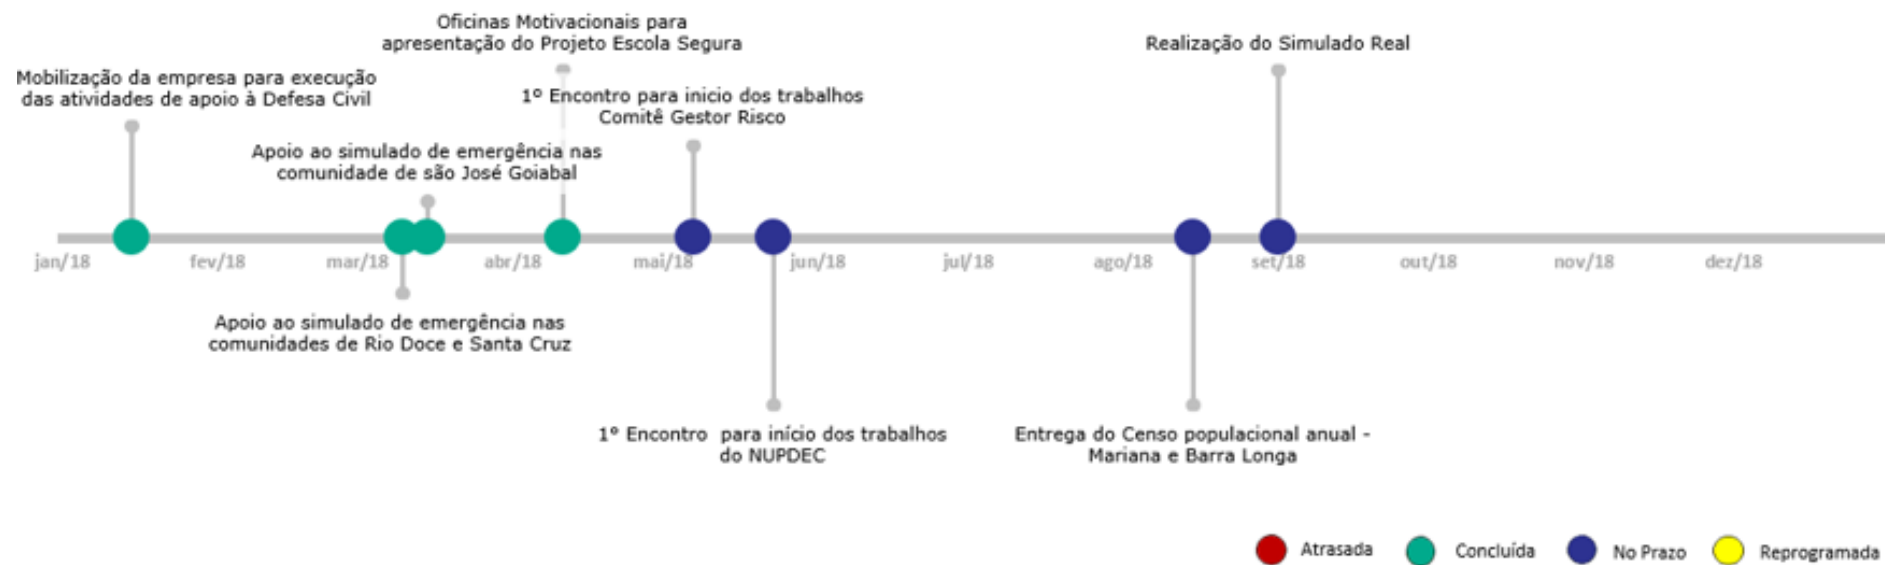 Oficinas Motivacionais para
apresentação do Projeto Escola Segura
Realização do Simulado Real
Mobilização da empresa para execução
das atividades de apoio à Defesa Civil
1º Encontro para inicio dos trabalhos
Comitê Gestor Risco
Apoio ao simulado de emergência nas
comunidade de são José Goiabal
jan/18 fev/18 mar/18 abr/18 mai/18 jun/18 jul/18 ago/18 set/18 out/18 nov/18 dez/18
Apoio ao simulado de emergência nas
comunidades de Rio Doce e Santa Cruz
1º Encontro para início dos trabalhos
do NUPDEC
Entrega do Censo populacional anual -
Mariana e Barra Longa
Atrasada Concluída No Prazo Reprogramada